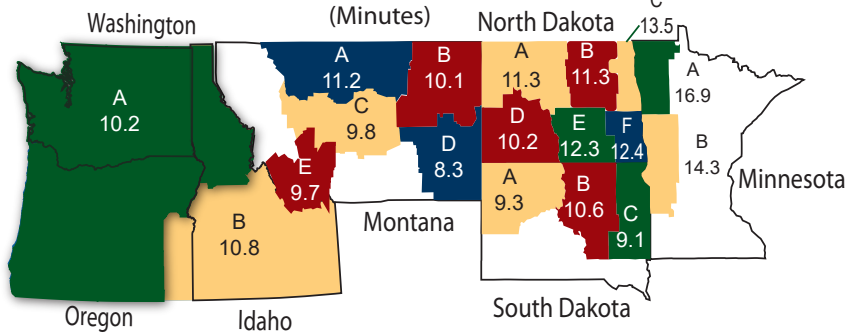 C
13.5
Washington
(Minutes)
North Dakota
A
11.2
B
10.1
A
11.3
B
11.3
A
16.9
A
10.2
C
9.8
D
10.2
E
12.3
F
12.4
B
14.3
E
9.7
D
8.3
A
9.3
B
10.6
C
9.1
Minnesota
B
10.8
Montana
South Dakota
Oregon
Idaho